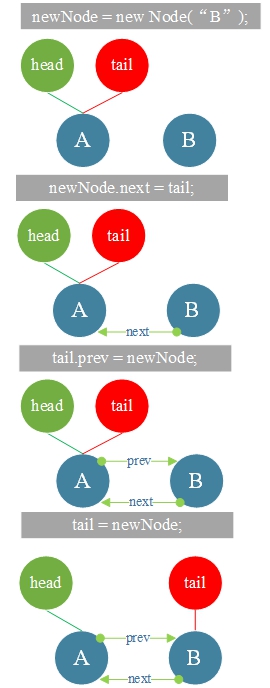 newNode = new Node( “B” );
head
tail
A
B
newNode.next = tail;
head
tail
A
B
next
tail.prev = newNode;
head
tail
prev
A
B
next
tail = newNode;
head
tail
prev
A
B
next